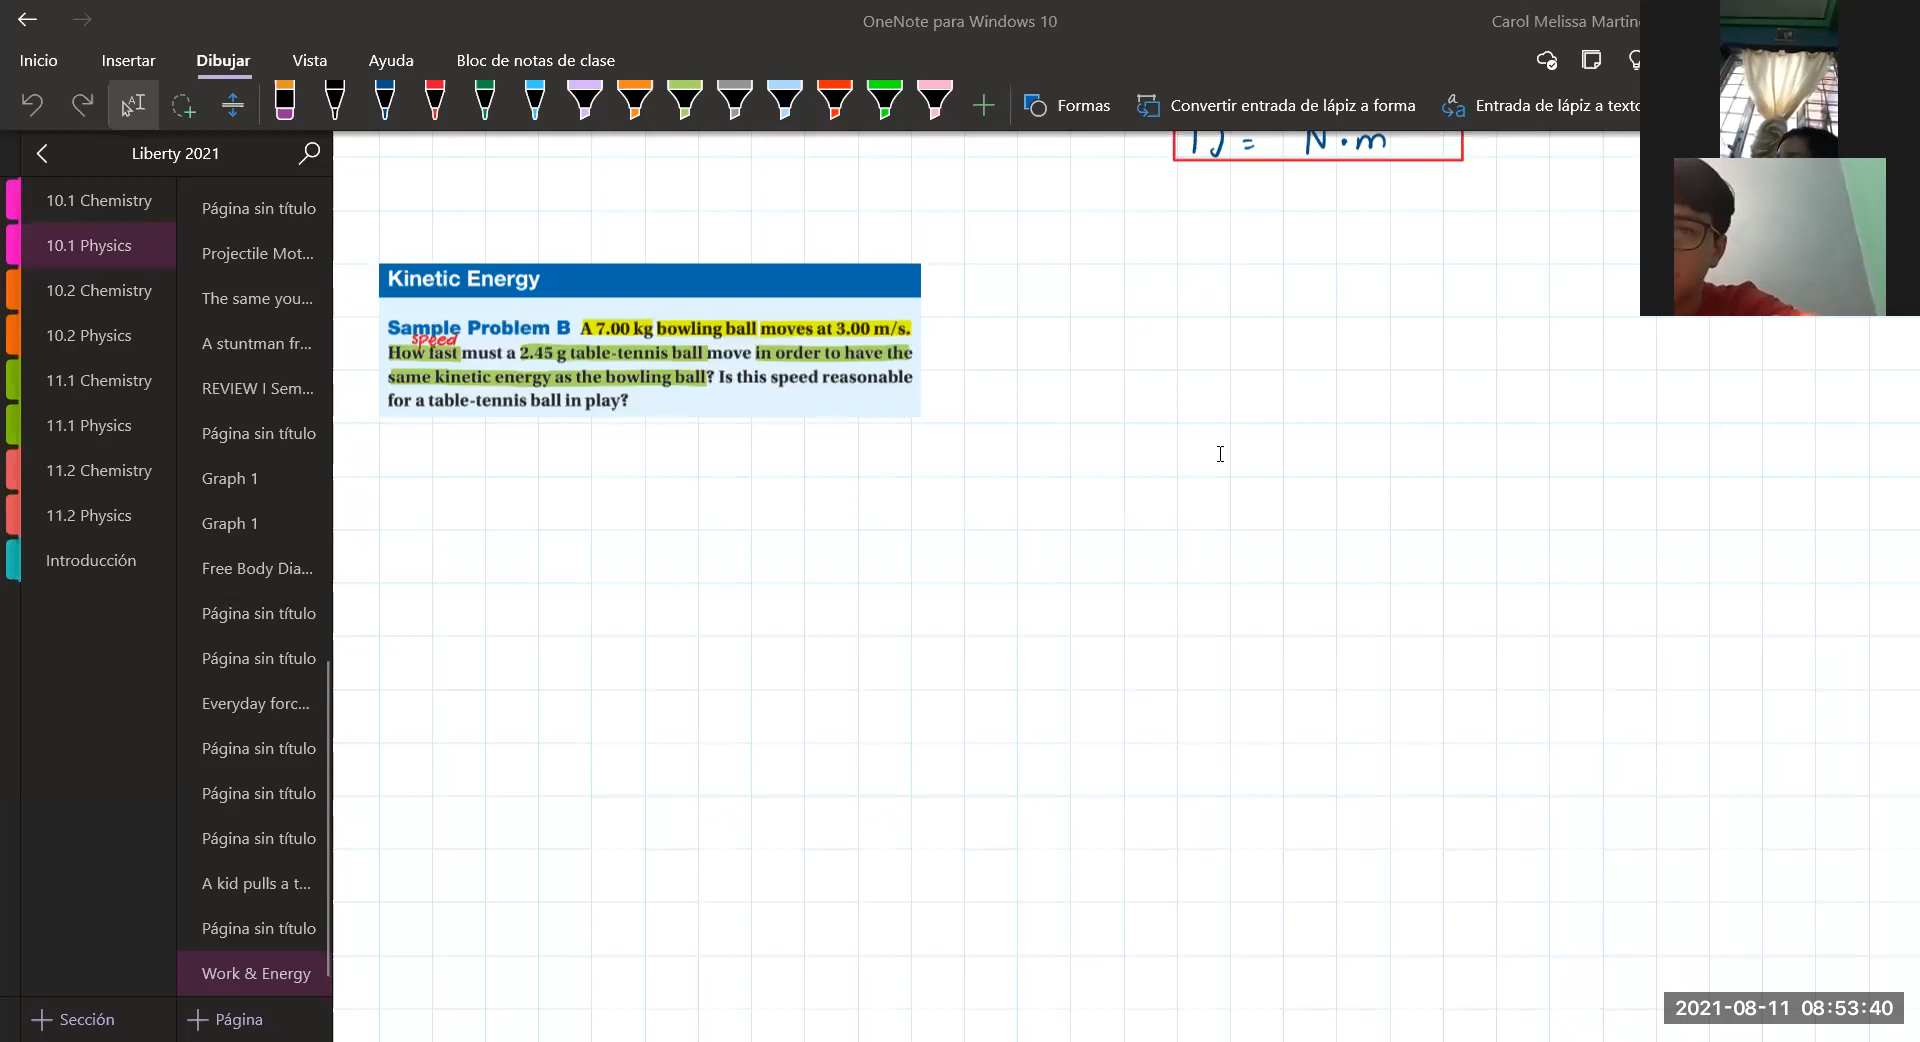 OneNote para Windows 10
Carol Melissa
Inicio
Insertar
Dibujar
Vista
Ayuda
Bloc de notas de clase
Formas
Convertir entrada de lápiz a forma
Entrada de lápiz a texto
Liberty 2021
10.1 Chemistry
10.1 Physics
10.2 Chemistry
10.2 Physics
11.1 Chemistry
11.1 Physics
11.2 Chemistry
11.2 Physics
Introducción
Sección
Página sin título
Projectile Mot...
The same you...
A stuntman fr...
REVIEW I Sem...
Página sin título
Graph 1
Graph 1
Free Body Dia...
Página sin título
Página sin título
Everyday forc...
Página sin título
Página sin título
Página sin título
A kid pulls a t...
Página sin título
Work & Energy
Página
1 J = N•m
Kinetic Energy
Sample Problem B A 7.00 kg bowling ball moves at 3.00 m/s.
speed
How fast must a 2.45 g table-tennis ball move in order to have the
same kinetic energy as the bowling ball? Is this speed reasonable
for a table-tennis ball in play?
2021-08-11 08:53:40